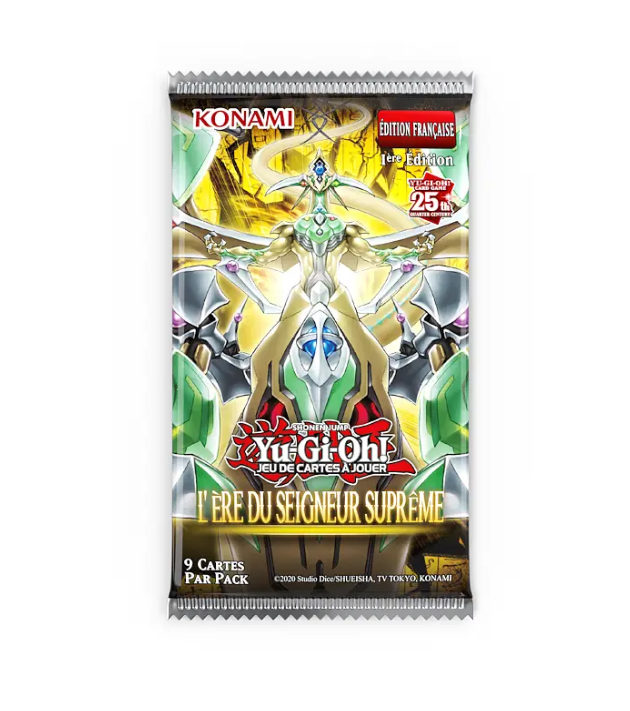 KONAMI
ÉDITION FRANÇAISE
1ère Édition
YU-GI-OH!
CARD GAME
25th
QUARTER CENTURY
SHONEN JUMP
Yu-Gi-Oh!
JEU DE CARTES À JOUER
L'ÈRE DU SEIGNEUR SUPRÊME
9 CARTES
PAR PACK
©2020 Studio Dice/SHUEISHA, TV TOKYO, KONAMI